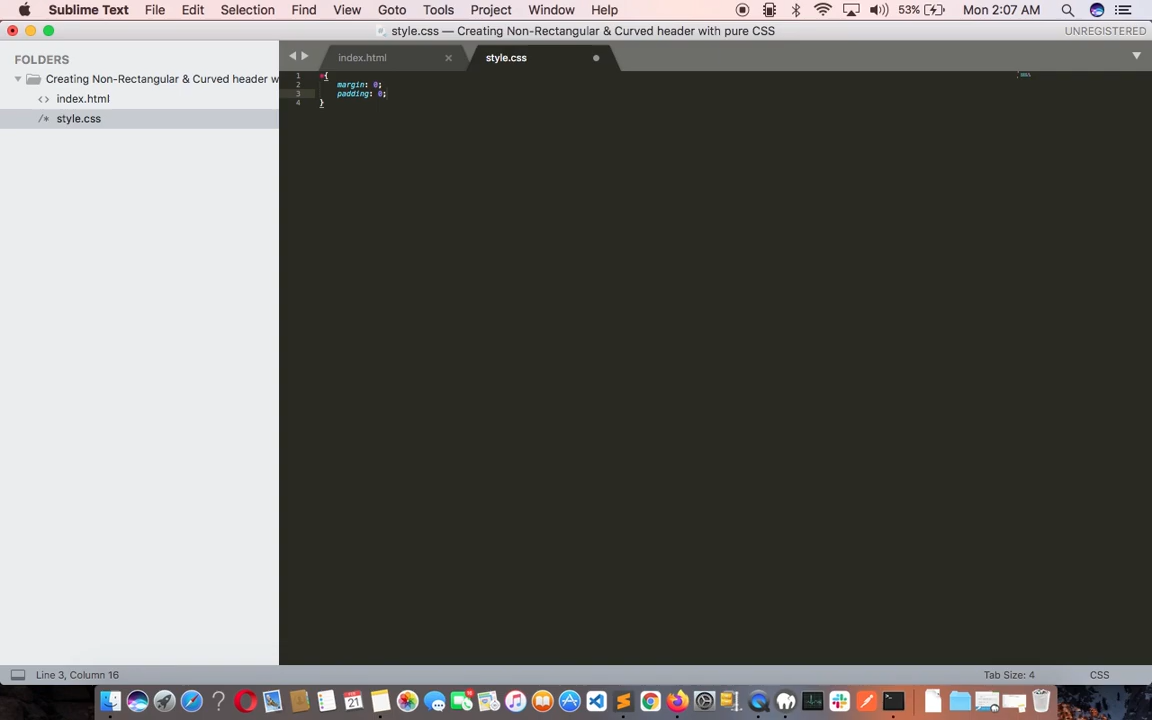 Sublime Text File Edit Selection Find View Goto Tools Project Window Help 53% Mon 2:07 AM
style.css — Creating Non-Rectangular & Curved header with pure CSS UNREGISTERED
FOLDERS
Creating Non-Rectangular & Curved header w
<> index.html
/* style.css
index.html × style.css
1 *{
2 margin: 0;
3 padding: 0;
4 }
Line 3, Column 16 Tab Size: 4 CSS
21